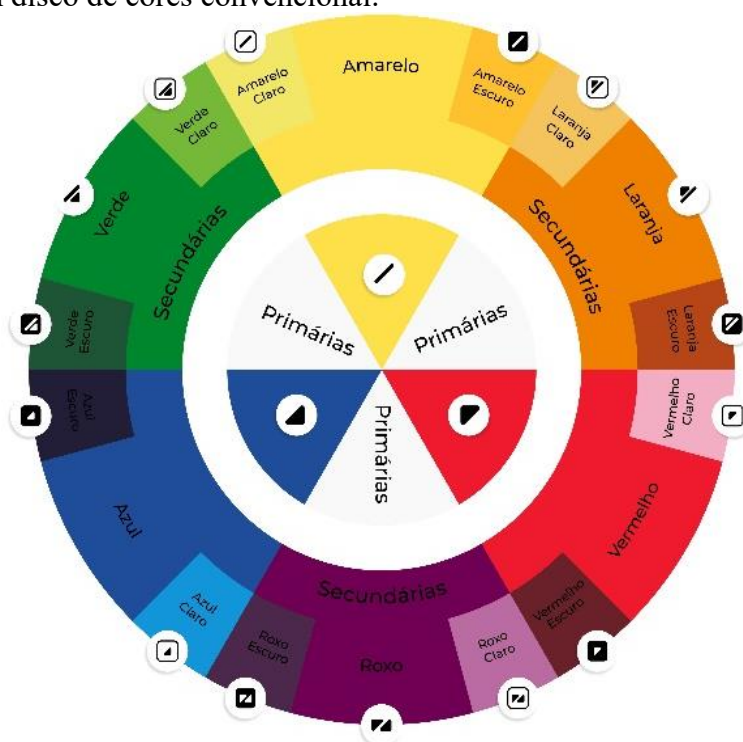 disco de cores convencional.
Amarelo
Amarelo
Claro
Amarelo
Escuro
Verde
Claro
Laranja
Claro
Verde
Laranja
Secundárias
Secundárias
Verde
Escuro
Laranja
Escuro
Primárias
Primárias
Primárias
Azul
Escuro
Vermelho
Claro
Azul
Vermelho
Azul
Claro
Roxo
Escuro
Secundárias
Roxo
Roxo
Claro
Vermelho
Escuro